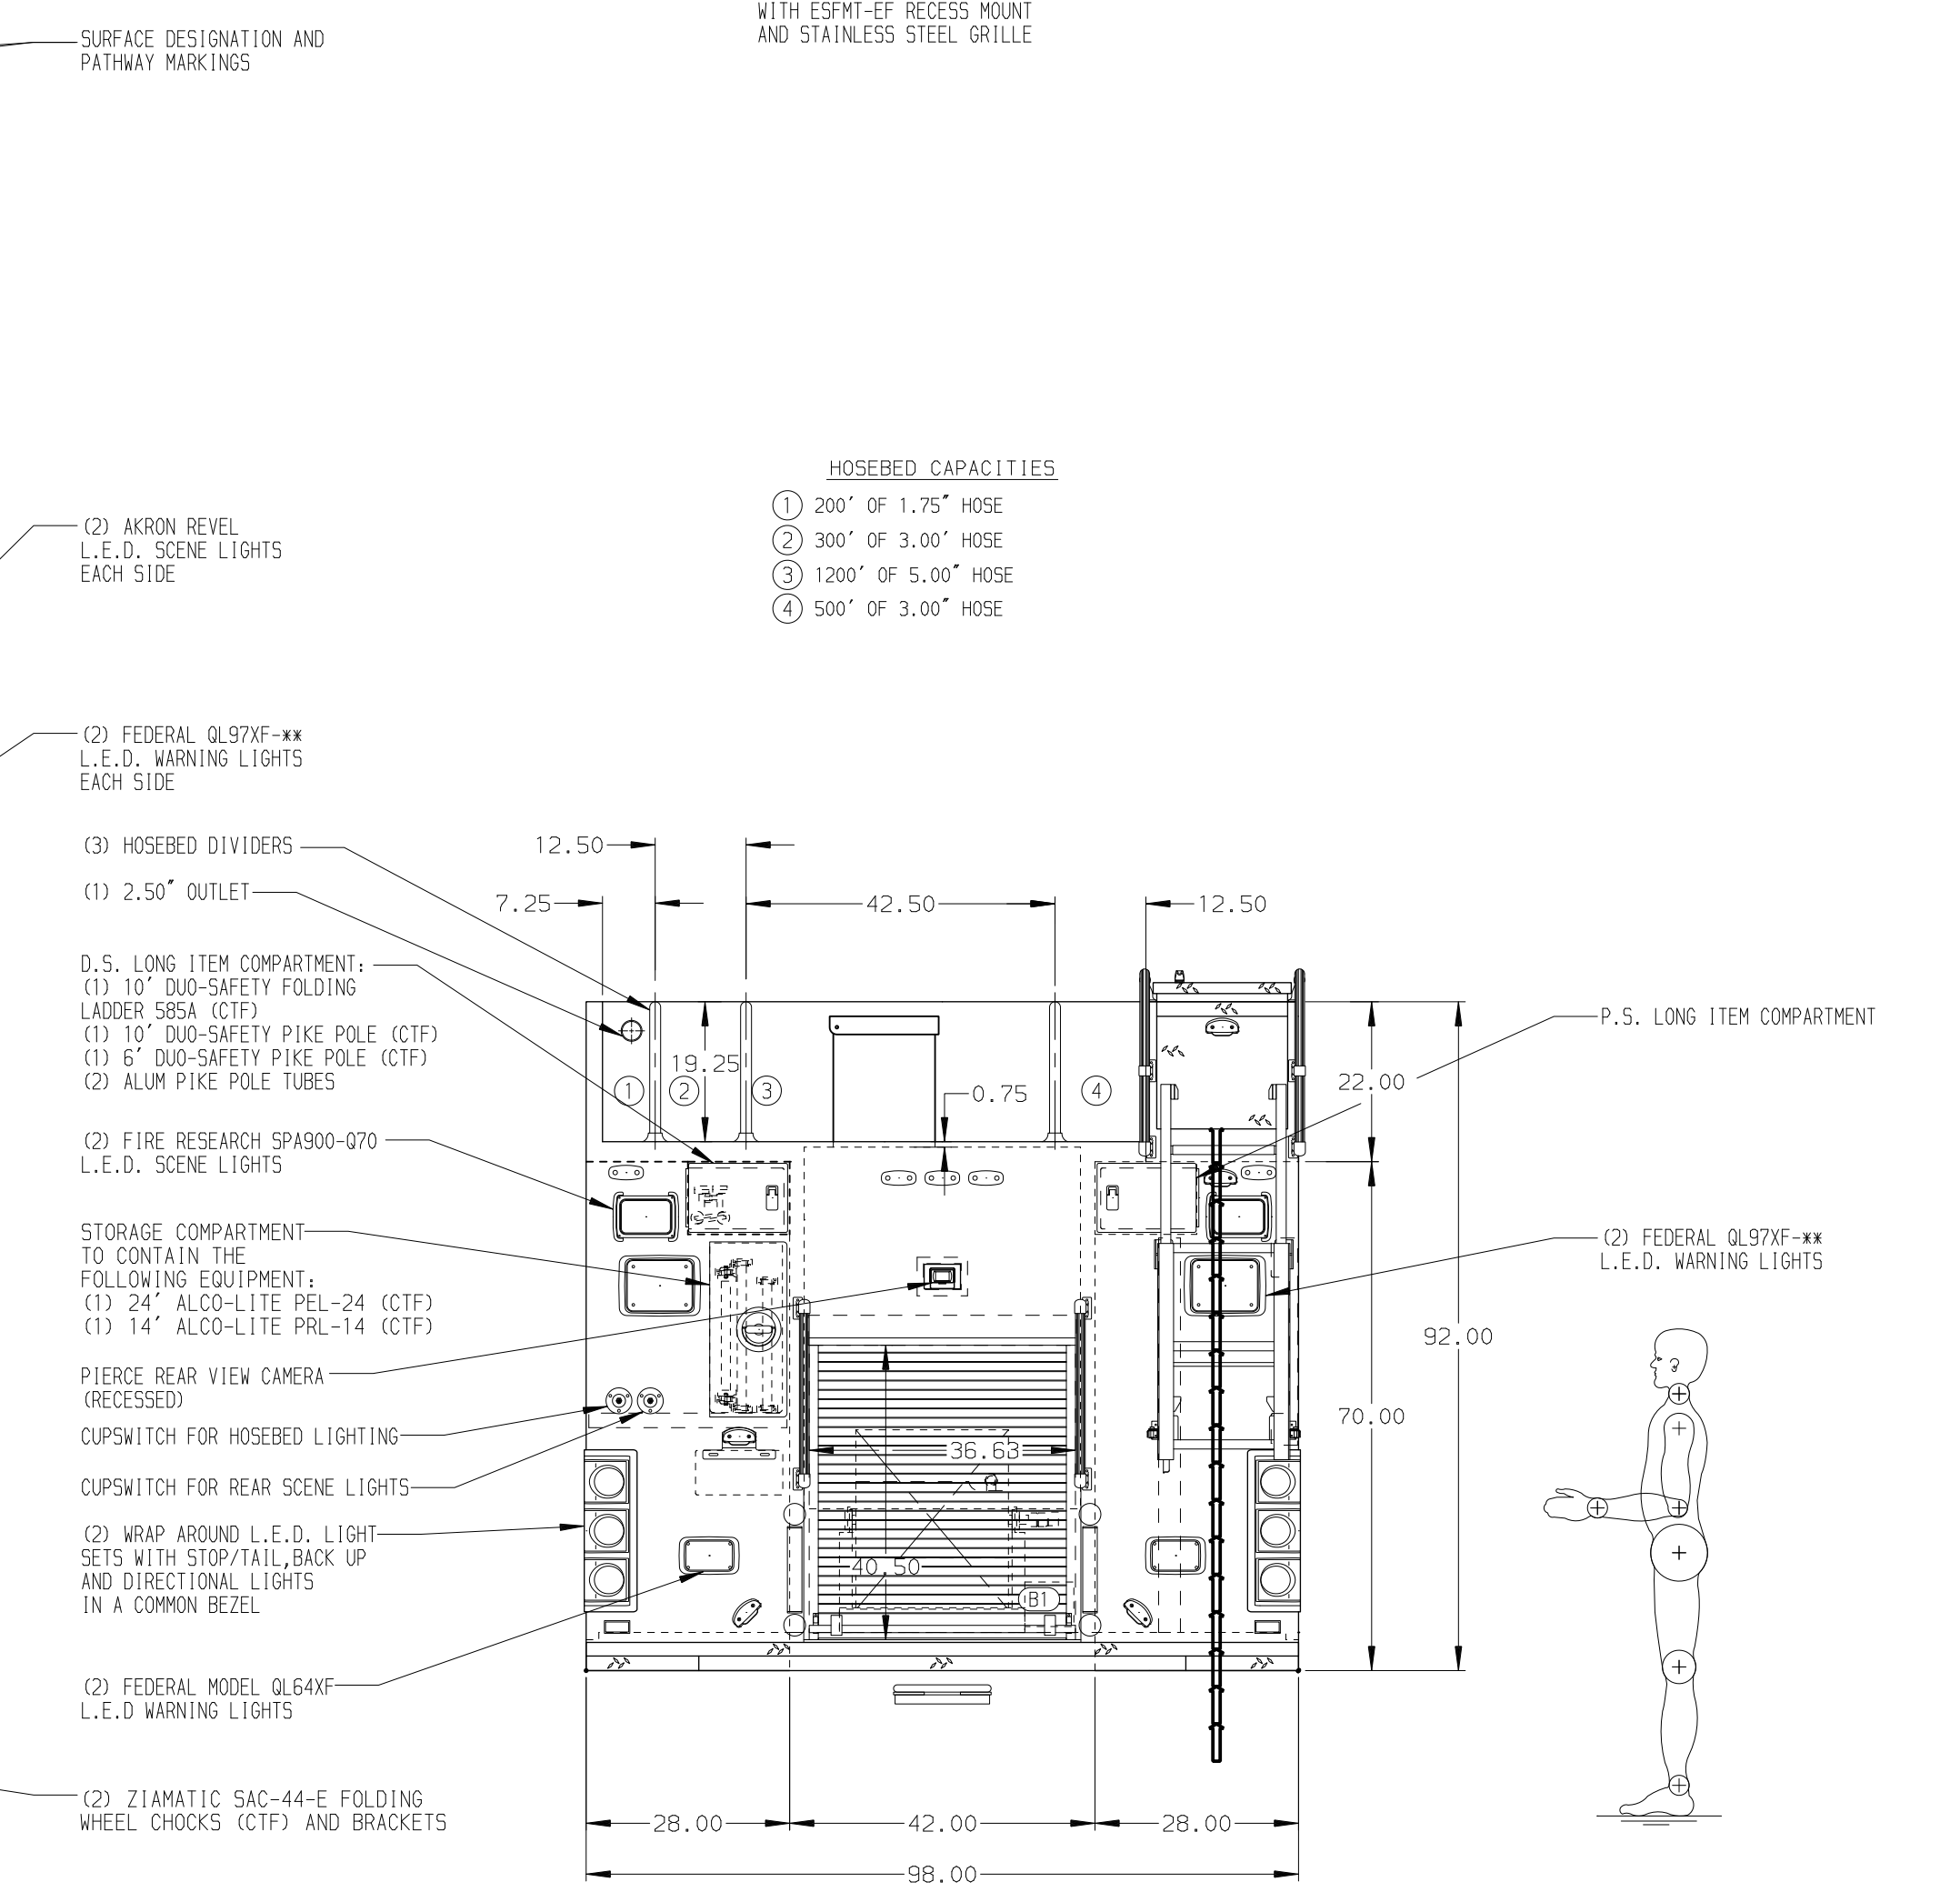 WITH ESFMT-EF RECESS MOUNT
AND STAINLESS STEEL GRILLE
SURFACE DESIGNATION AND
PATHWAY MARKINGS
HOSEBED CAPACITIES
1 200′ OF 1.75″ HOSE
2 300′ OF 3.00′ HOSE
3 1200′ OF 5.00″ HOSE
4 500′ OF 3.00″ HOSE
(2) AKRON REVEL
L.E.D. SCENE LIGHTS
EACH SIDE
(2) FEDERAL QL97XF-**
L.E.D. WARNING LIGHTS
EACH SIDE
(3) HOSEBED DIVIDERS
(1) 2.50″ OUTLET
D.S. LONG ITEM COMPARTMENT:
(1) 10′ DUO-SAFETY FOLDING
LADDER 585A (CTF)
(1) 10′ DUO-SAFETY PIKE POLE (CTF)
(1) 6′ DUO-SAFETY PIKE POLE (CTF)
(2) ALUM PIKE POLE TUBES
(2) FIRE RESEARCH SPA900-Q70
L.E.D. SCENE LIGHTS
STORAGE COMPARTMENT
TO CONTAIN THE
FOLLOWING EQUIPMENT:
(1) 24′ ALCO-LITE PEL-24 (CTF)
(1) 14′ ALCO-LITE PRL-14 (CTF)
PIERCE REAR VIEW CAMERA
(RECESSED)
CUPSWITCH FOR HOSEBED LIGHTING
CUPSWITCH FOR REAR SCENE LIGHTS
(2) WRAP AROUND L.E.D. LIGHT
SETS WITH STOP/TAIL,BACK UP
AND DIRECTIONAL LIGHTS
IN A COMMON BEZEL
(2) FEDERAL MODEL QL64XF
L.E.D WARNING LIGHTS
(2) ZIAMATIC SAC-44-E FOLDING
WHEEL CHOCKS (CTF) AND BRACKETS
12.50
7.25
42.50
12.50
19.25
1
2
3
4
0.75
22.00
P.S. LONG ITEM COMPARTMENT
(2) FEDERAL QL97XF-**
L.E.D. WARNING LIGHTS
92.00
70.00
36.63
40.50
B1
28.00
42.00
28.00
98.00